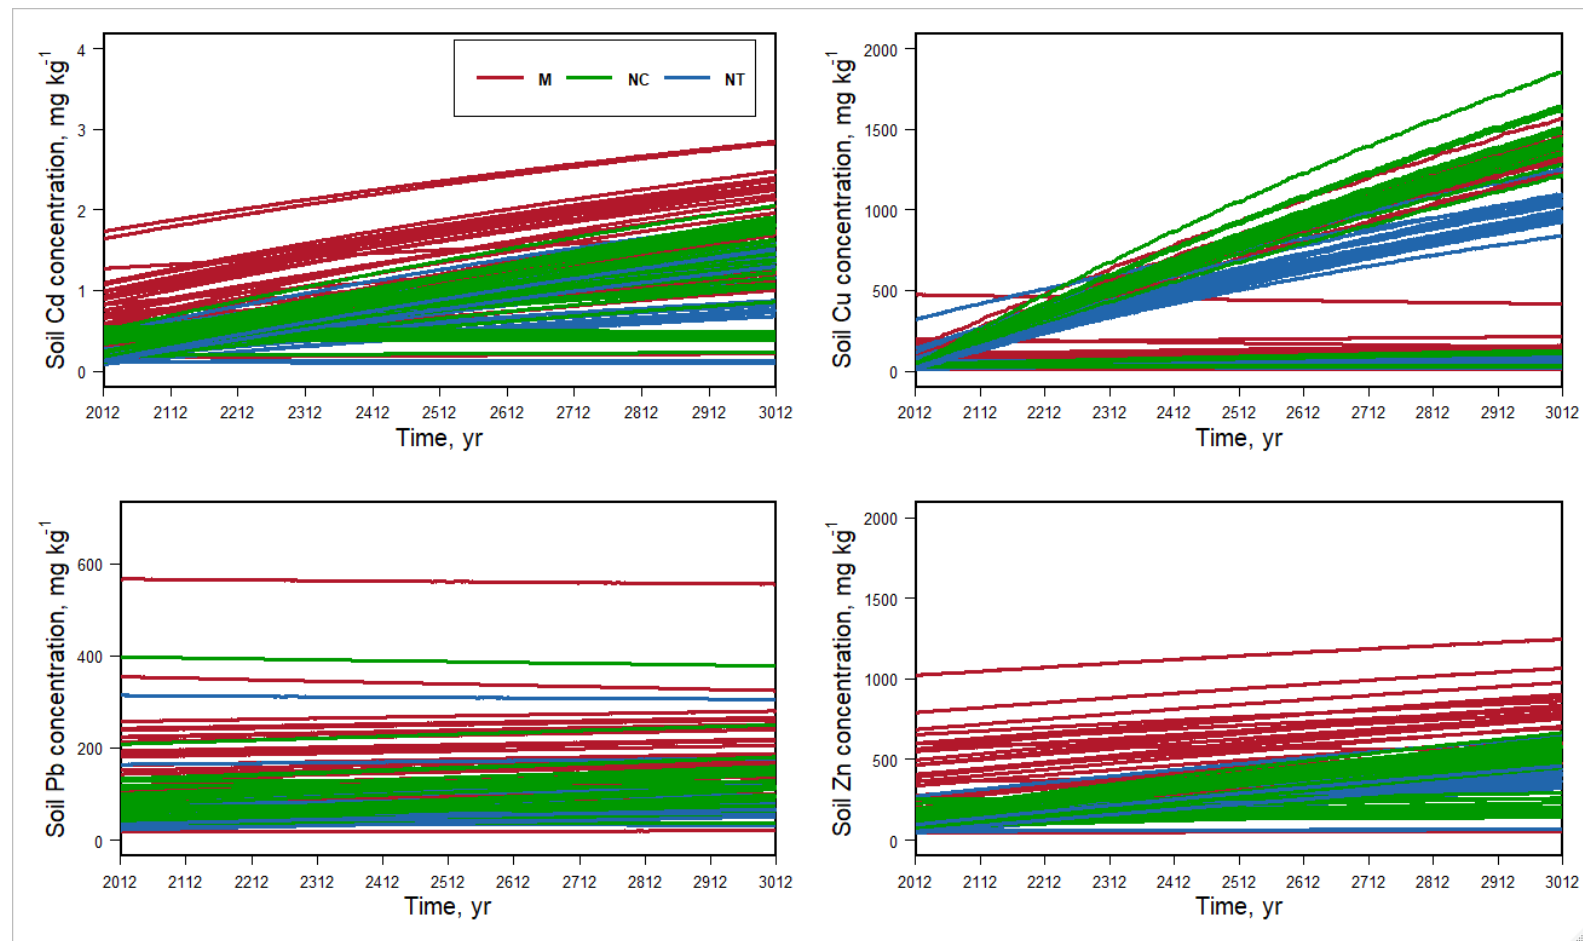 Soil Cd concentration, mg kg-1
4
3
2
1
0
M NC NT
2012 2112 2212 2312 2412 2512 2612 2712 2812 2912 3012
Time, yr
Soil Cu concentration, mg kg-1
2000
1500
1000
500
0
2012 2112 2212 2312 2412 2512 2612 2712 2812 2912 3012
Time, yr
Soil Pb concentration, mg kg-1
600
400
200
0
2012 2112 2212 2312 2412 2512 2612 2712 2812 2912 3012
Time, yr
Soil Zn concentration, mg kg-1
2000
1500
1000
500
0
2012 2112 2212 2312 2412 2512 2612 2712 2812 2912 3012
Time, yr